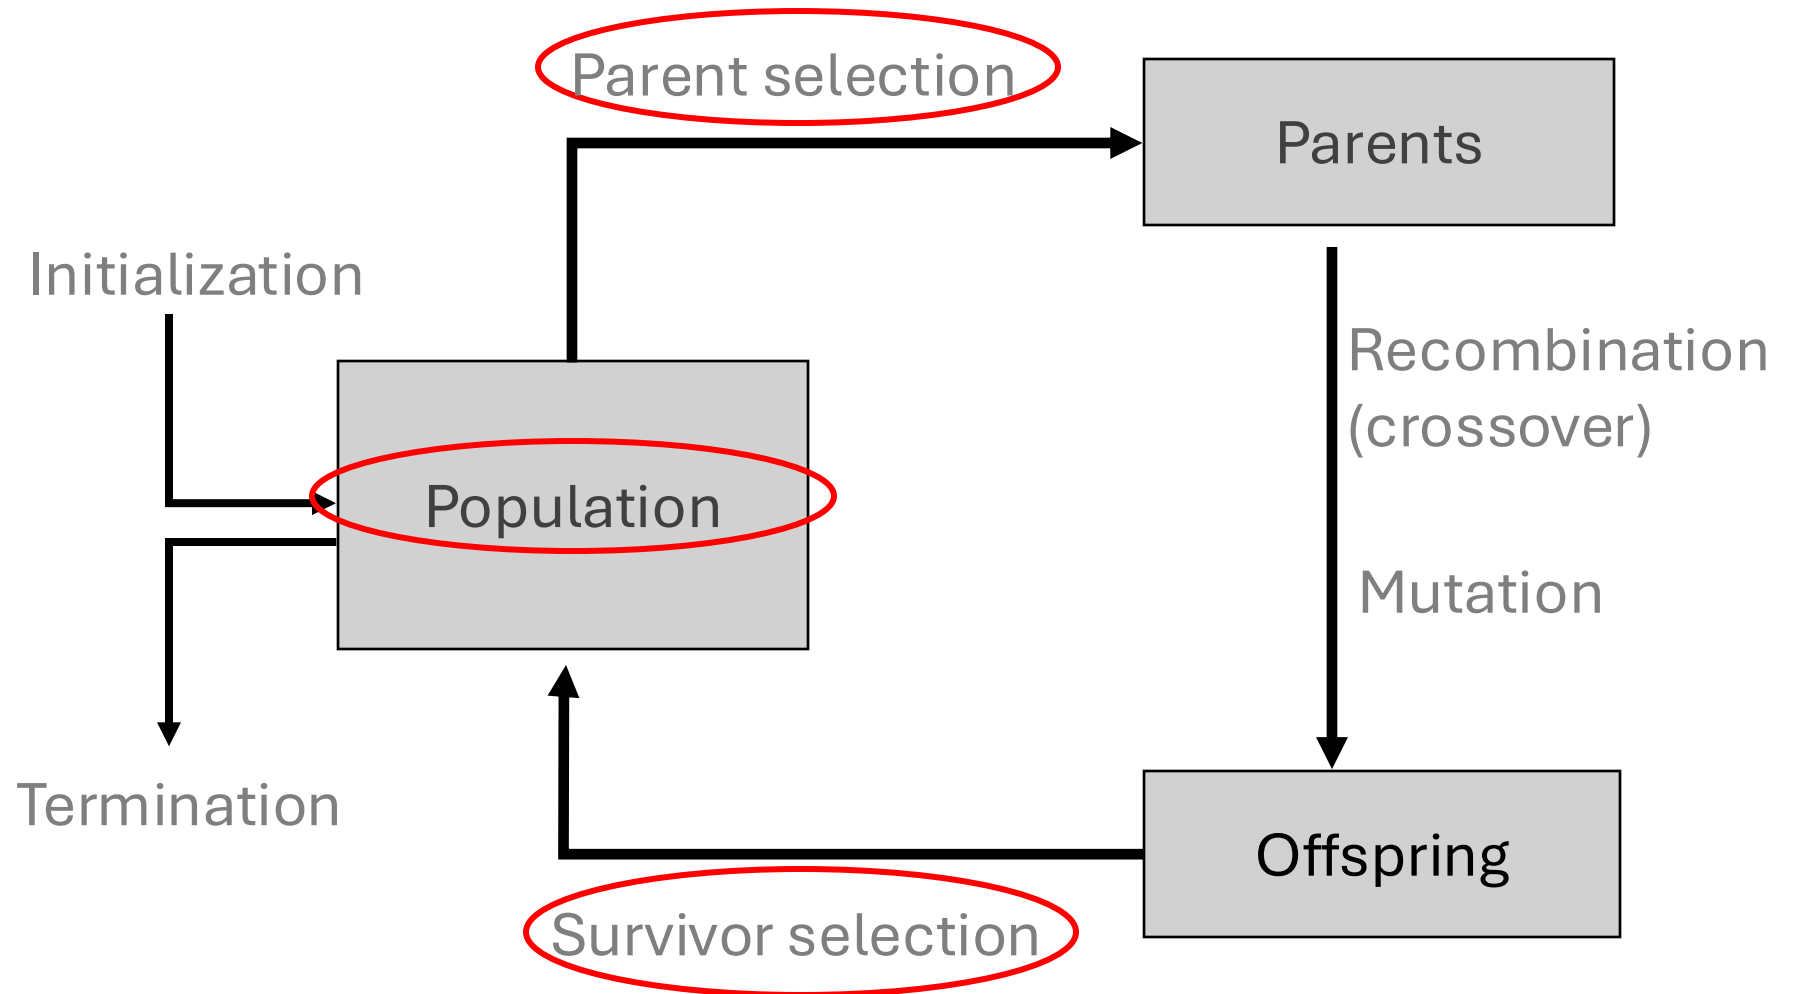 Parent selection
Parents
Initialization
Recombination
(crossover)
Population
Mutation
Termination
Offspring
Survivor selection